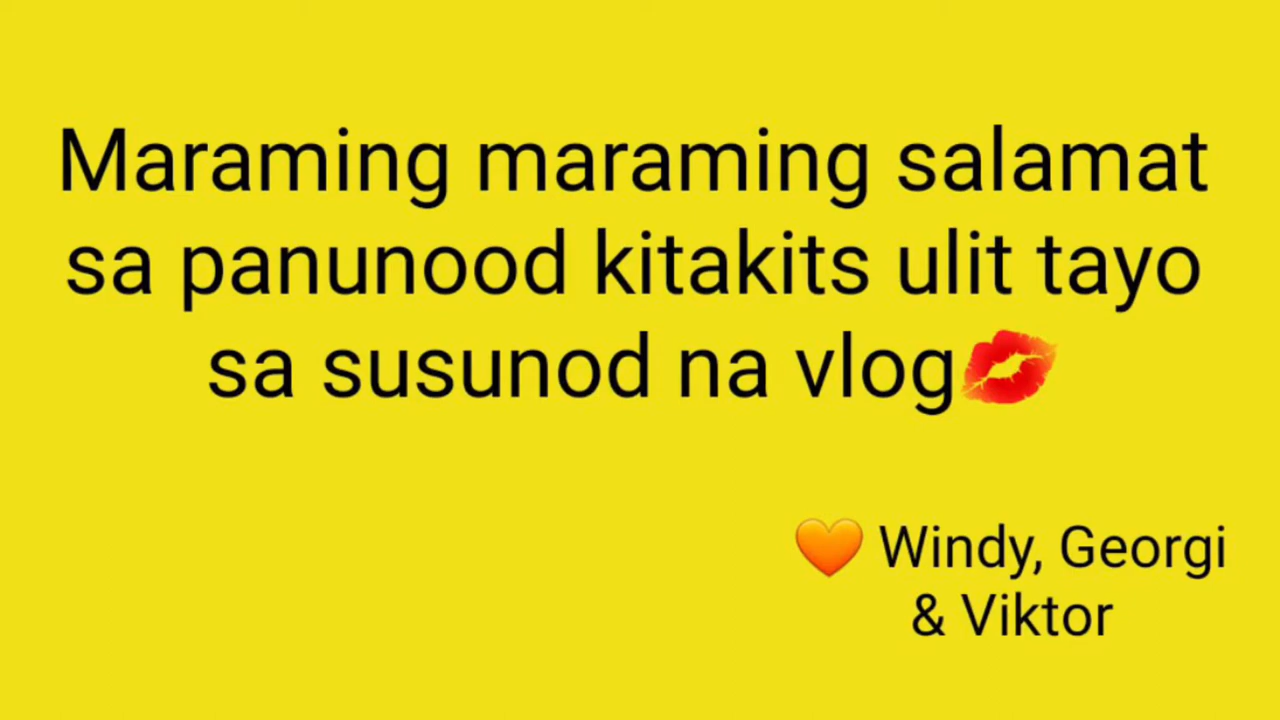 Maraming maraming salamat
sa panunood kitakits ulit tayo
sa susunod na vlog💋
🧡 Windy, Georgi
& Viktor